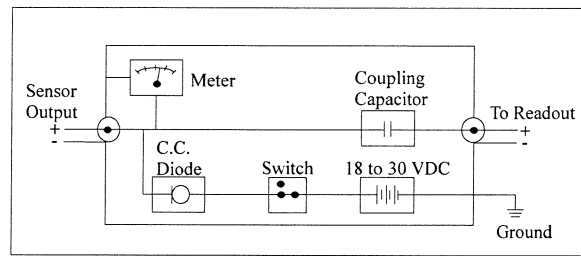 Meter
Coupling
Capacitor
Sensor
Output
To Readout
+
-
+
-
C.C.
Diode
Switch
18 to 30 VDC
Ground